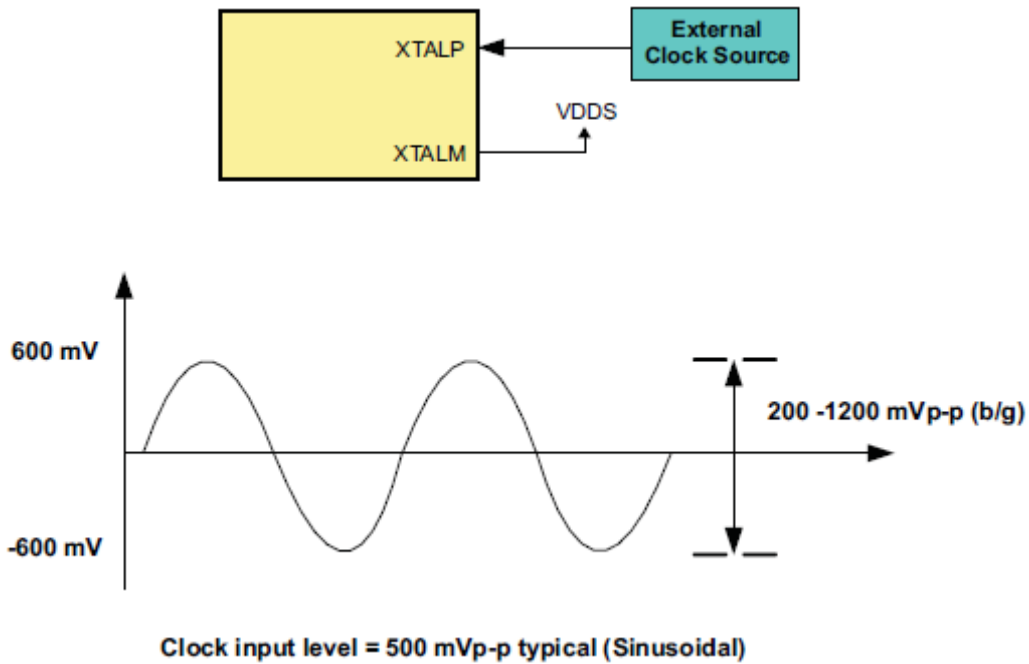 External
Clock Source
XTALP
VDDS
XTALM
600 mV
200 -1200 mVp-p (b/g)
-600 mV
Clock input level = 500 mVp-p typical (Sinusoidal)